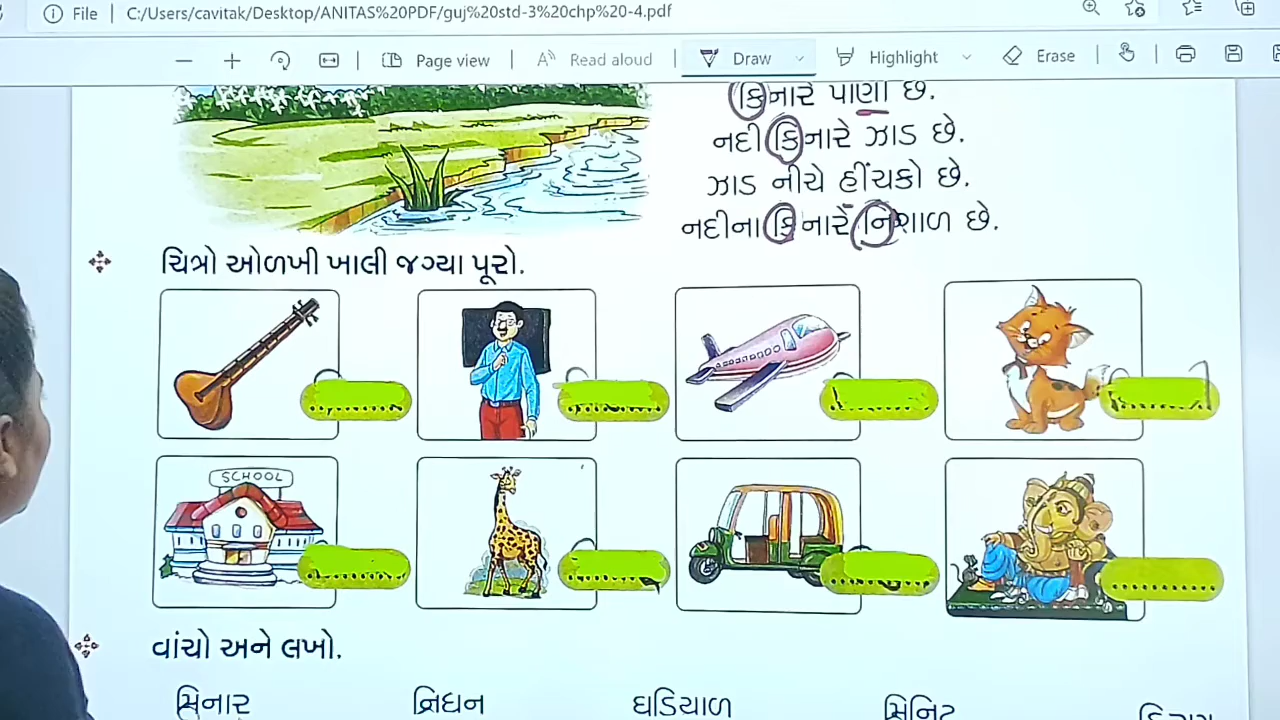 File C:/Users/cavitak/Desktop/ANITAS%20PDF/guj%20std-3%20chp%20-4.pdf
Page view Read aloud Draw Highlight Erase
કિનારે પાણી છે.
નદી કિનારે ઝાડ છે.
ઝાડ નીચે હીંચકો છે.
નદીના કિનારે નિશાળ છે.
ચિત્રો ઓળખી ખાલી જગ્યા પૂરો.
SCHOOL
વાંચો અને લખો.
મિનાર નિધન ઘડિયાળ મિનિટ